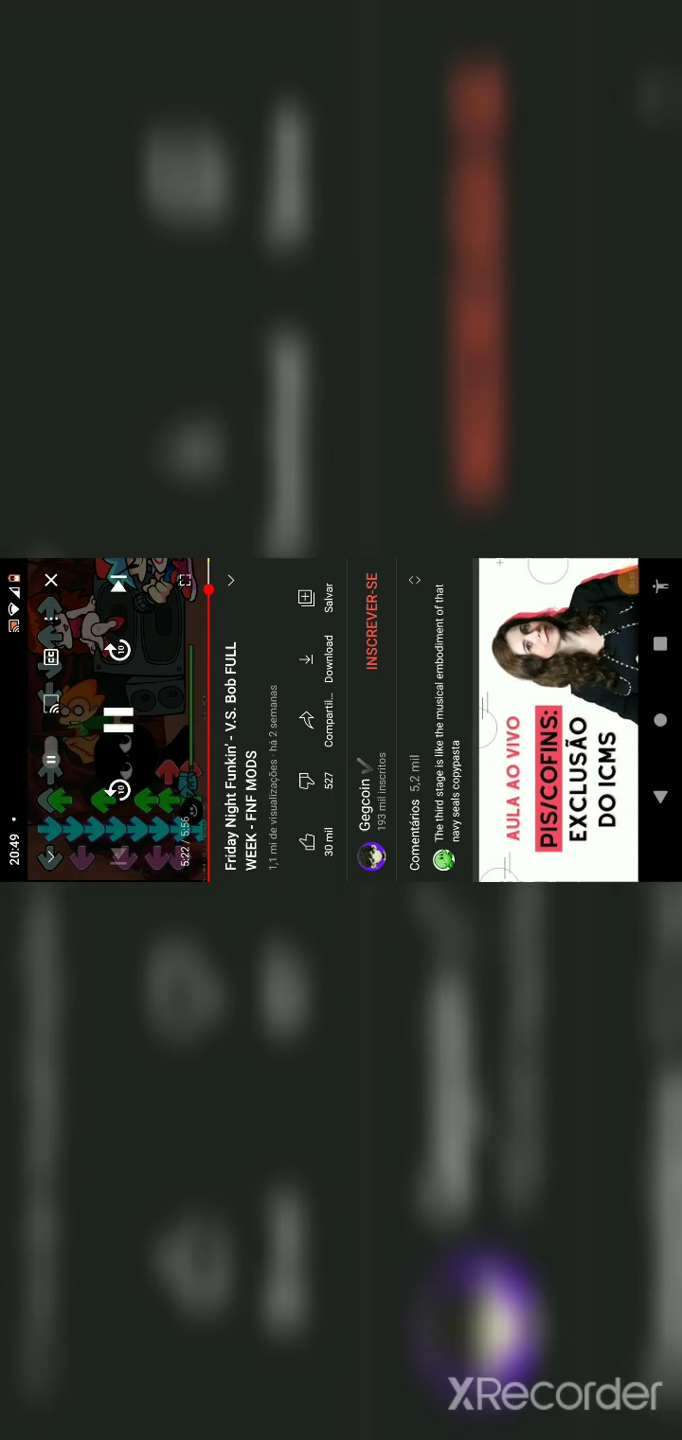 20:49
5:22 / 5:56
Friday Night Funkin' - V.S. Bob FULL
WEEK - FNF MODS
1,1 mi de visualizações · há 2 semanas
30 mil
527
Compartil...
Download
Salvar
Gegcoin
193 mil inscritos
INSCREVER-SE
Comentários 5,2 mil
The third stage is like the musical embodiment of that
navy seals copypasta
AULA AO VIVO
PIS/COFINS:
EXCLUSÃO
DO ICMS
XRecorder